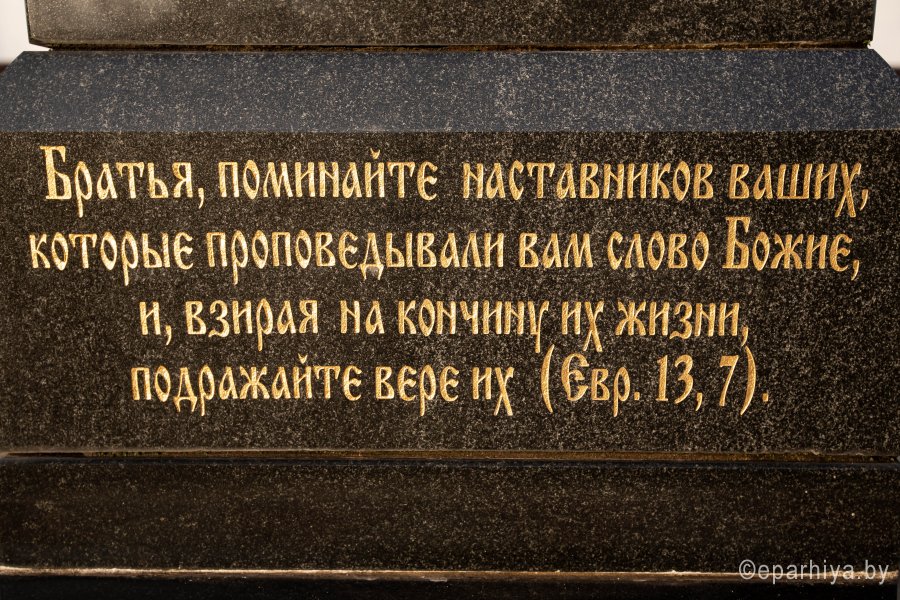 Братья, поминайте наставников ваших,
которые проповедывали вам слово Божие,
и, взирая на кончину их жизни,
подражайте вере их (Евр. 13, 7).
©eparhiya.by